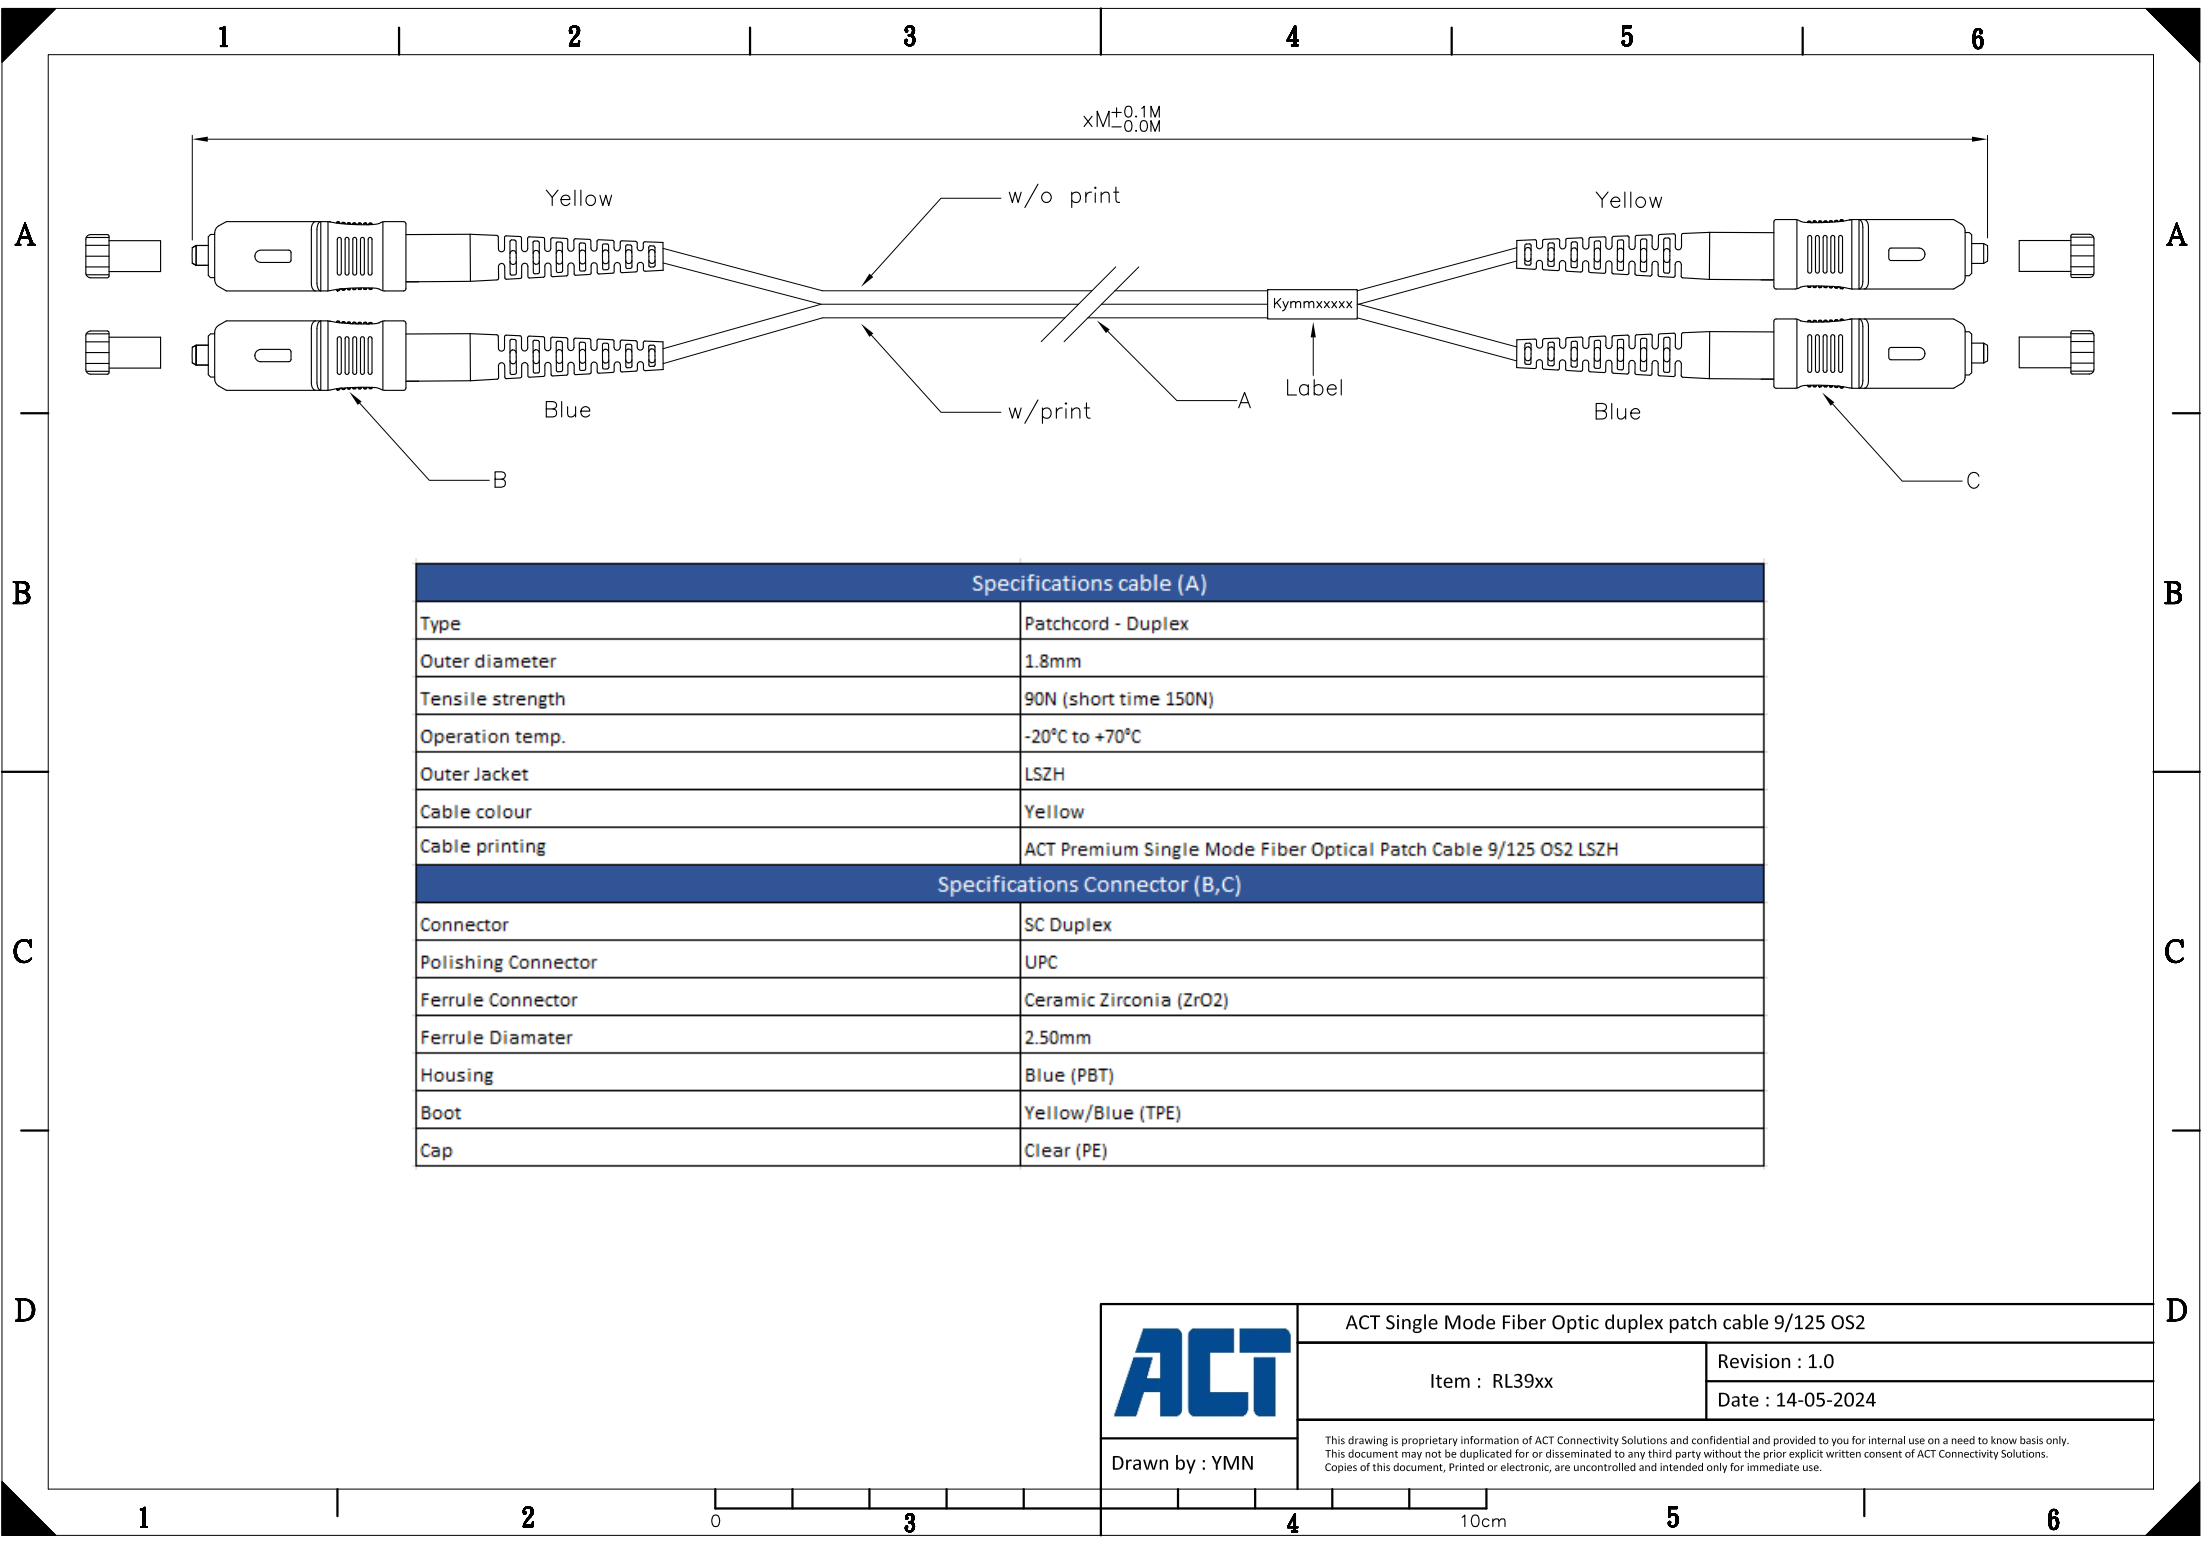 1 2 3 4 5 6
xM+0.1M
-0.0M
Yellow
w/o print
Yellow
A
A
Kymmxxxxx
Label
A
Blue
w/print
Blue
B
C
B
B
Specifications cable (A)
Type Patchcord - Duplex
Outer diameter 1.8mm
Tensile strength 90N (short time 150N)
Operation temp. -20°C to +70°C
Outer Jacket LSZH
Cable colour Yellow
Cable printing ACT Premium Single Mode Fiber Optical Patch Cable 9/125 OS2 LSZH
Specifications Connector (B,C)
Connector SC Duplex
Polishing Connector UPC
Ferrule Connector Ceramic Zirconia (ZrO2)
Ferrule Diamater 2.50mm
Housing Blue (PBT)
Boot Yellow/Blue (TPE)
Cap Clear (PE)
C
C
D
D
ACT
ACT Single Mode Fiber Optic duplex patch cable 9/125 OS2
Item : RL39xx
Revision : 1.0
Date : 14-05-2024
Drawn by : YMN
This drawing is proprietary information of ACT Connectivity Solutions and confidential and provided to you for internal use on a need to know basis only.
This document may not be duplicated for or disseminated to any third party without the prior explicit written consent of ACT Connectivity Solutions.
Copies of this document, Printed or electronic, are uncontrolled and intended only for immediate use.
1 2 0 3 4 10cm 5 6